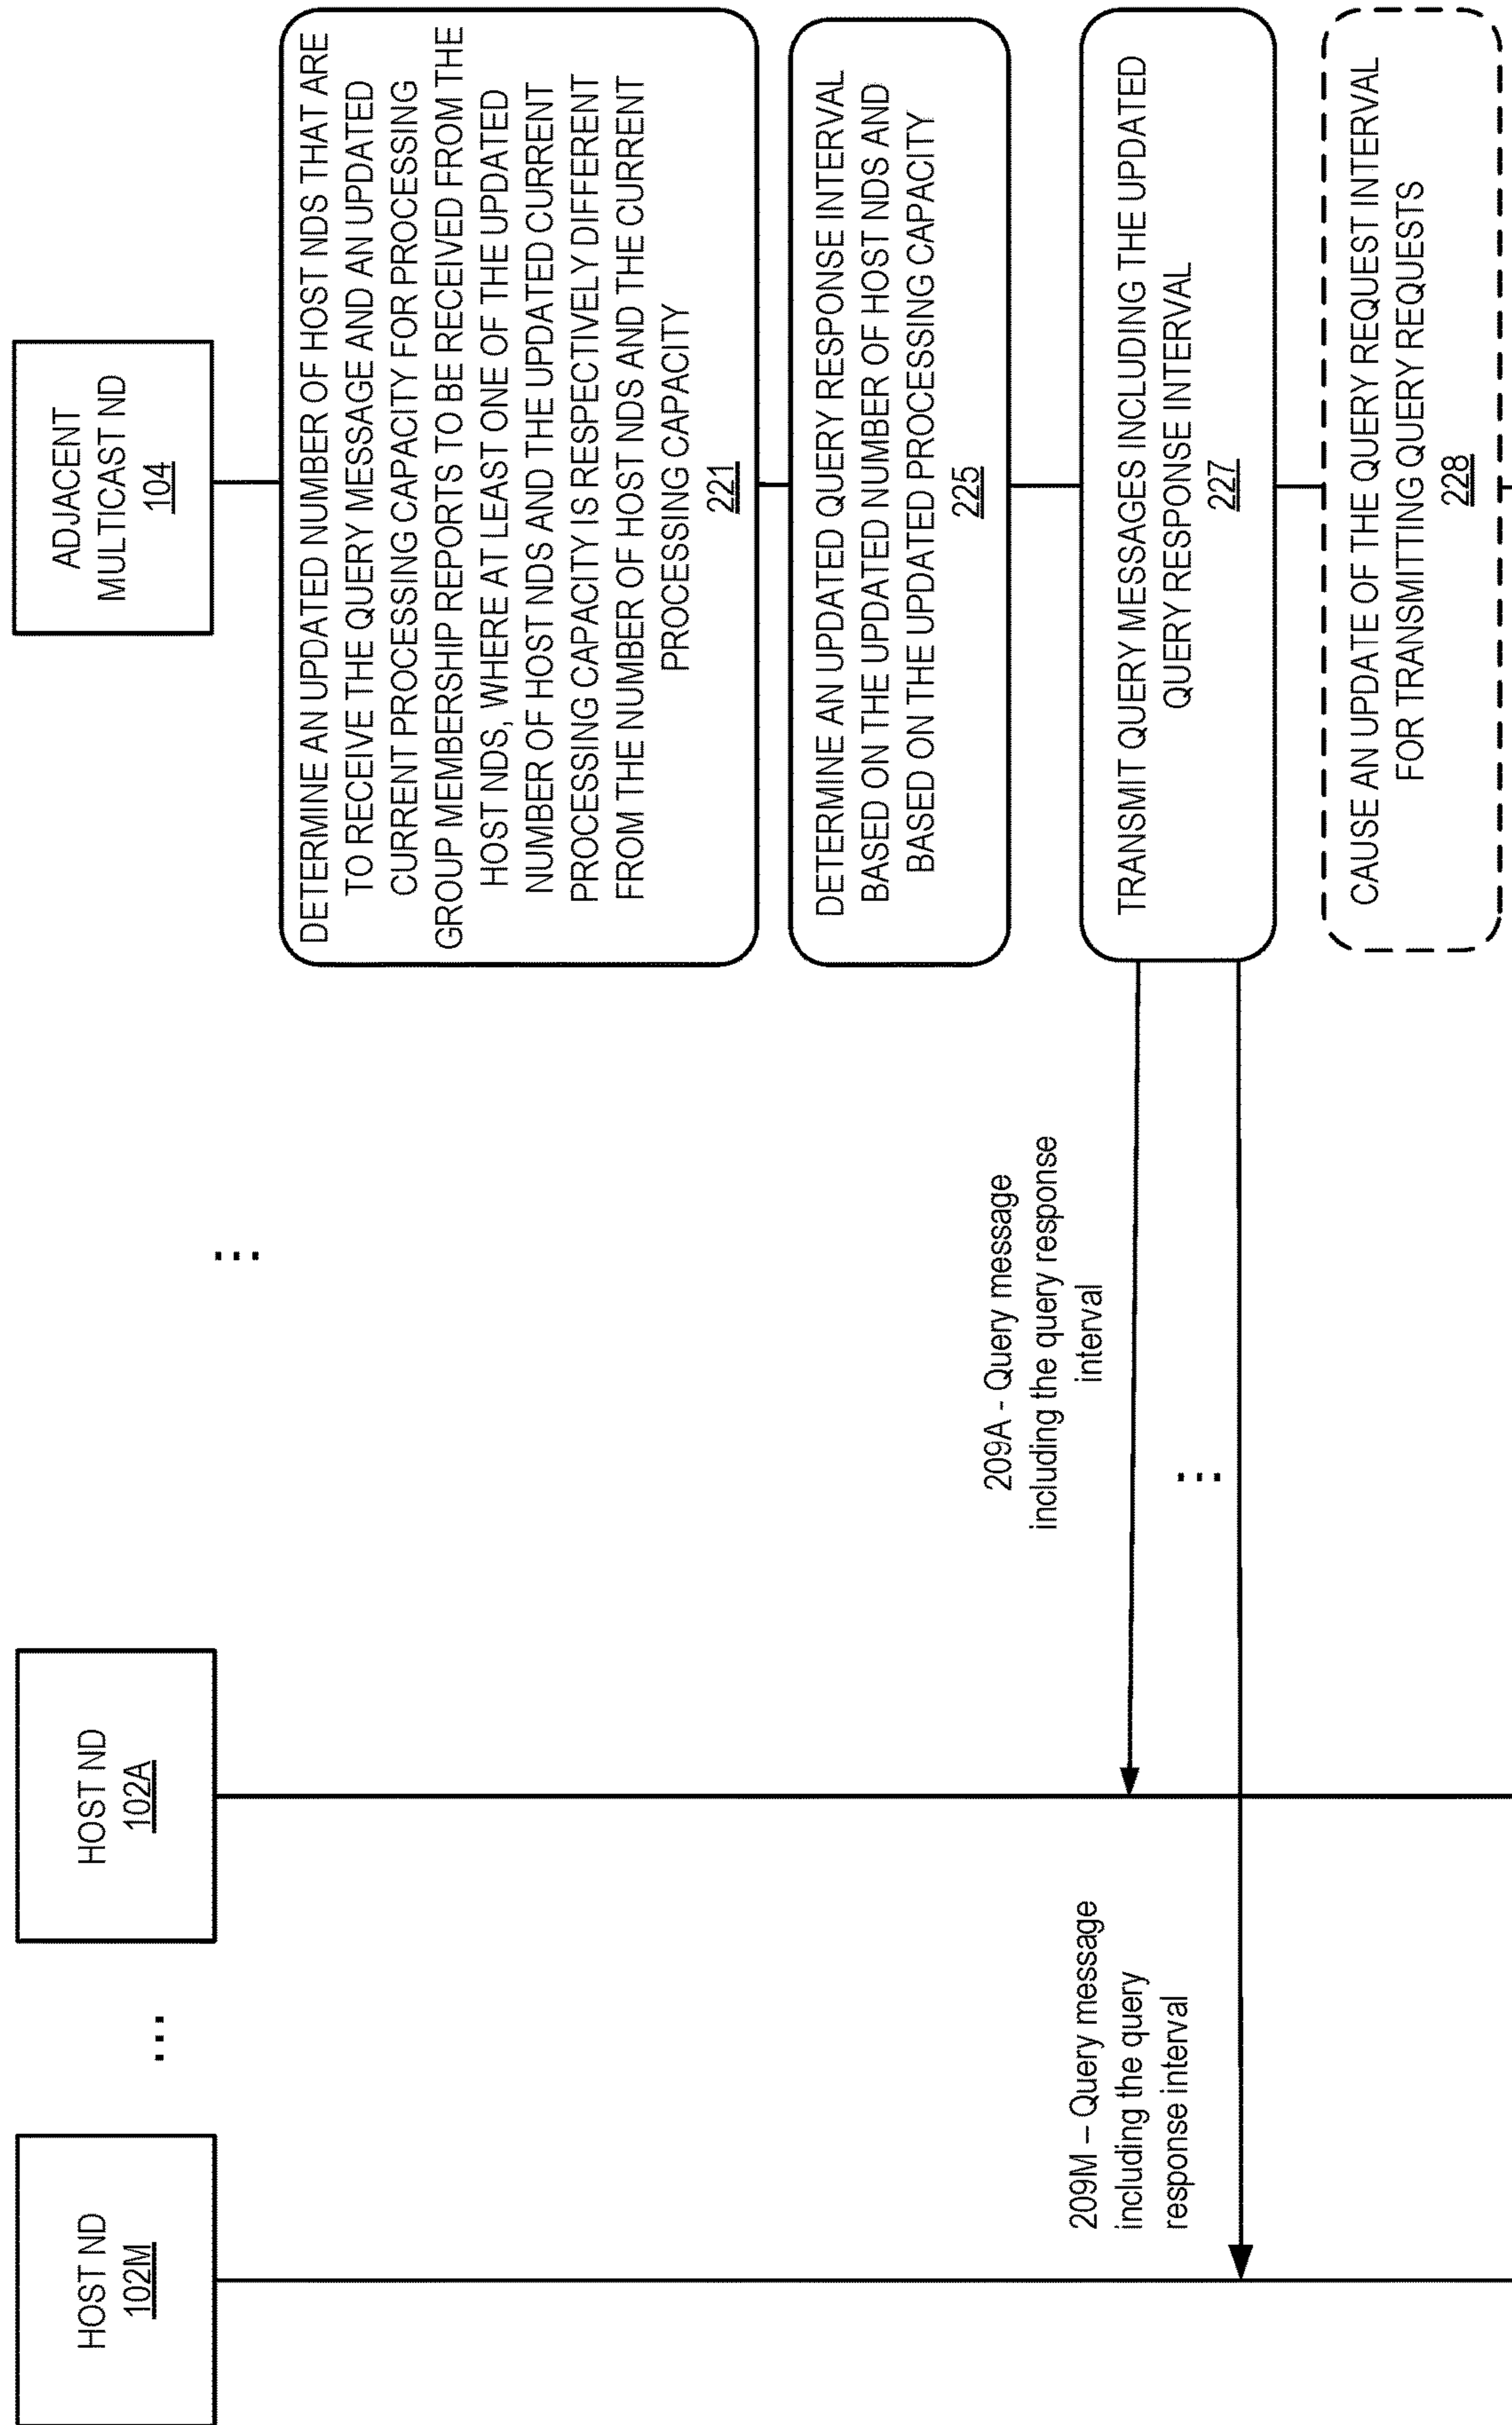 HOST ND
102M
...
HOST ND
102A
...
ADJACENT
MULTICAST ND
104
DETERMINE AN UPDATED NUMBER OF HOST NDS THAT ARE
TO RECEIVE THE QUERY MESSAGE AND AN UPDATED
CURRENT PROCESSING CAPACITY FOR PROCESSING
GROUP MEMBERSHIP REPORTS TO BE RECEIVED FROM THE
HOST NDS, WHERE AT LEAST ONE OF THE UPDATED
NUMBER OF HOST NDS AND THE UPDATED CURRENT
PROCESSING CAPACITY IS RESPECTIVELY DIFFERENT
FROM THE NUMBER OF HOST NDS AND THE CURRENT
PROCESSING CAPACITY
221
DETERMINE AN UPDATED QUERY RESPONSE INTERVAL
BASED ON THE UPDATED NUMBER OF HOST NDS AND
BASED ON THE UPDATED PROCESSING CAPACITY
225
TRANSMIT QUERY MESSAGES INCLUDING THE UPDATED
QUERY RESPONSE INTERVAL
227
209A - Query message
including the query response
interval
...
209M – Query message
including the query
response interval
CAUSE AN UPDATE OF THE QUERY REQUEST INTERVAL
FOR TRANSMITTING QUERY REQUESTS
228